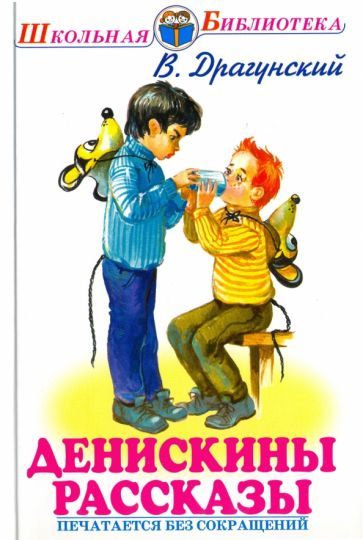 Школьная Библиотека
В. Драгунский
ДЕНИСКИНЫ
РАССКАЗЫ
ПЕЧАТАЕТСЯ БЕЗ СОКРАЩЕНИЙ